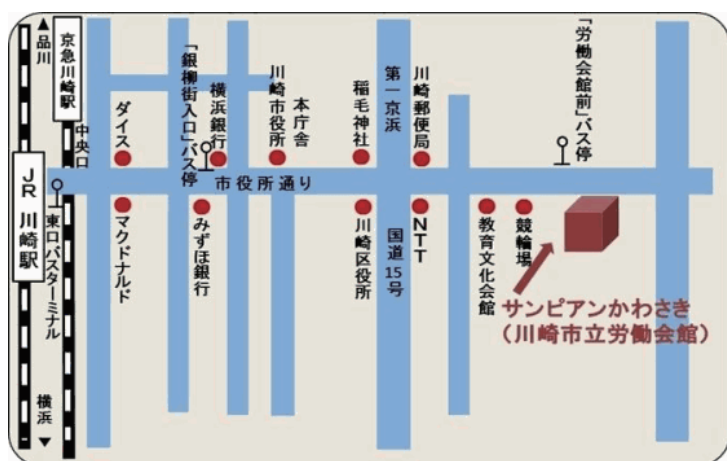 ▲品川
京急川崎駅
中央口
JR 川崎駅
東口バスターミナル
横浜▼
ダイス
マクドナルド
「銀柳街入口」バス停
横浜銀行
みずほ銀行
川崎市役所
本庁舎
市役所通り
稲毛神社
川崎区役所
第一京浜
国道15号
川崎郵便局
NTT
教育文化会館
競輪場
「労働会館前」バス停
サンピアンかわさき
(川崎市立労働会館)